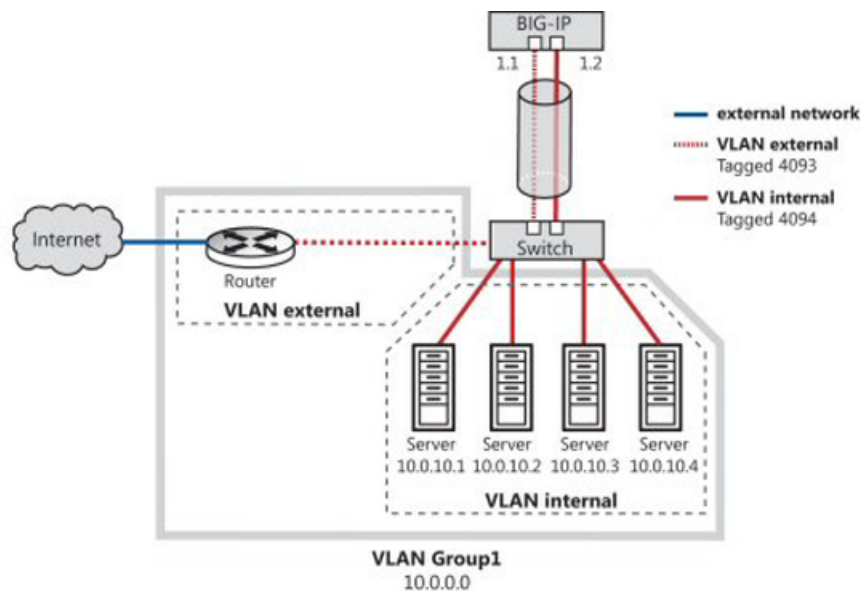 BIG-IP
1.1 1.2
external network
VLAN external
Tagged 4093
VLAN internal
Tagged 4094
Internet
Router
Switch
VLAN external
Server Server Server Server
10.0.10.1 10.0.10.2 10.0.10.3 10.0.10.4
VLAN internal
VLAN Group1
10.0.0.0